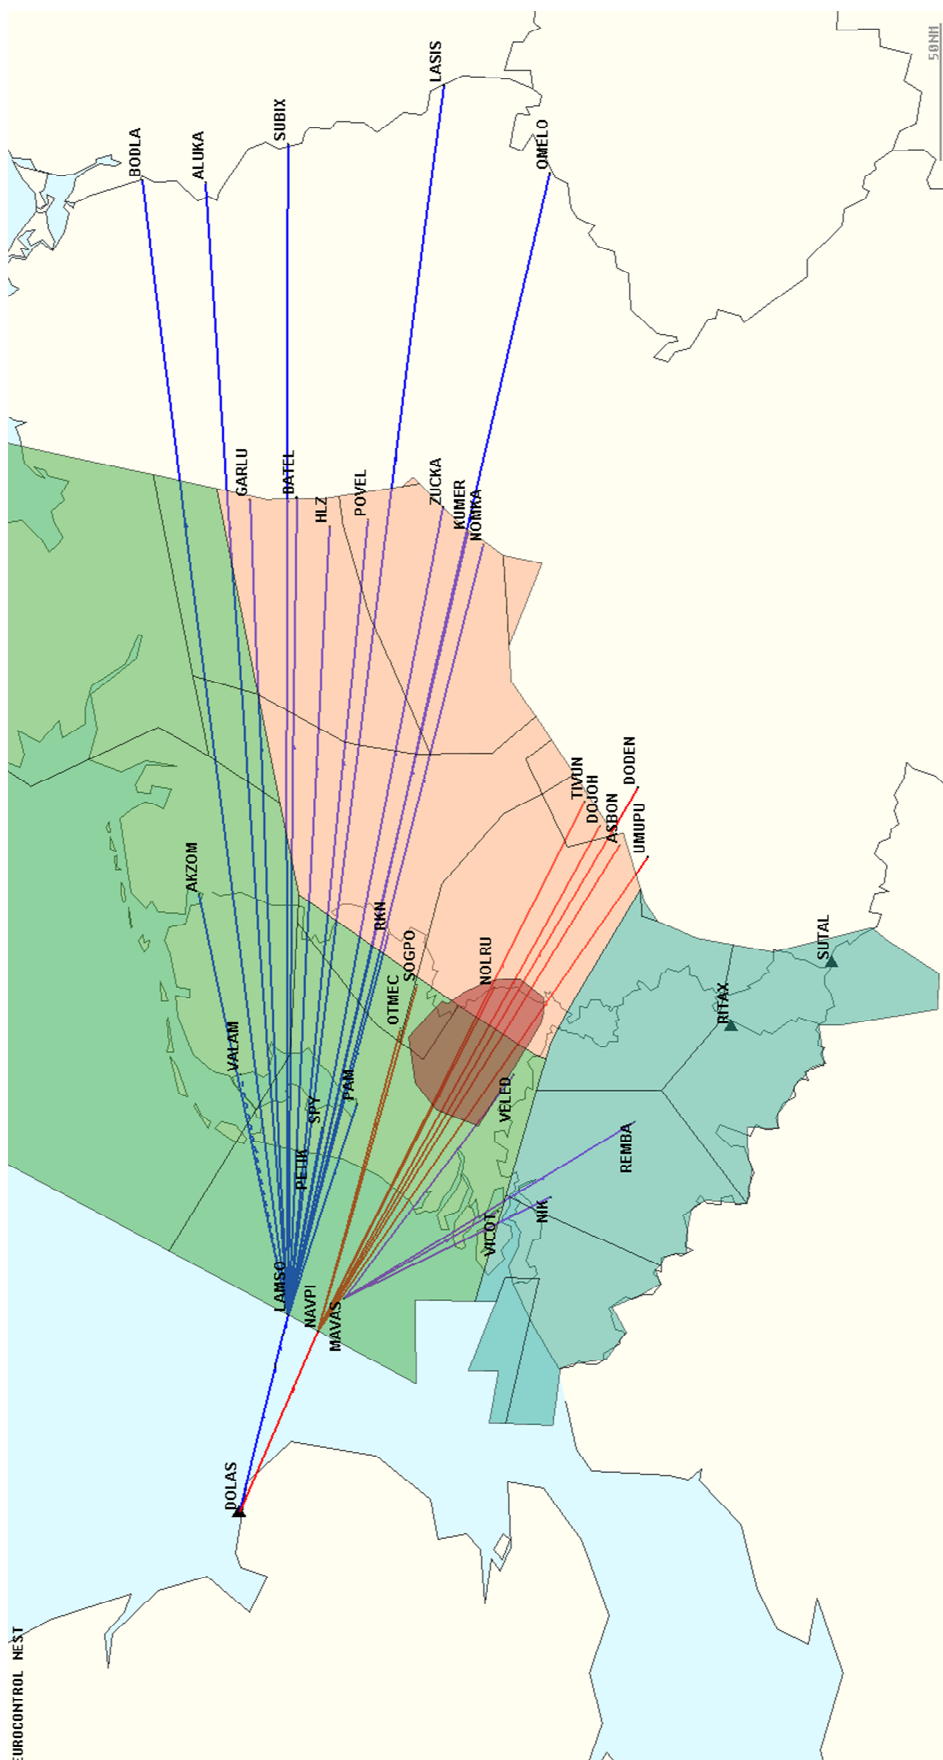 EUROCONTROL NEST
50NM
BODLA
ALUKA
SUBIX
LASIS
OMELO
GARLU
BATEL
HLZ
POVEL
ZUCKA
KUMER
NOMKA
AKZOM
TIVUN
DOJOH
ASBON
DODEN
UMUPU
RKN
SOGPO
OTMEC
NOLRU
VALAM
SPY
PAM
PETIK
VELED
RITAX
SUTAL
REMBA
NIK
VICOT
LAMSO
NAVPI
MAVAS
DOLAS